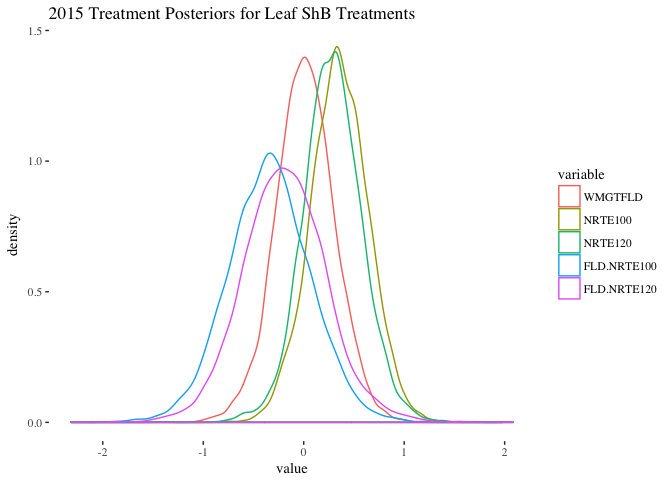 2015 Treatment Posteriors for Leaf ShB Treatments
1.5
1.0
0.5
0.0
density
-2 -1 0 1 2
value
variable
WMGTFLD
NRTE100
NRTE120
FLD.NRTE100
FLD.NRTE120